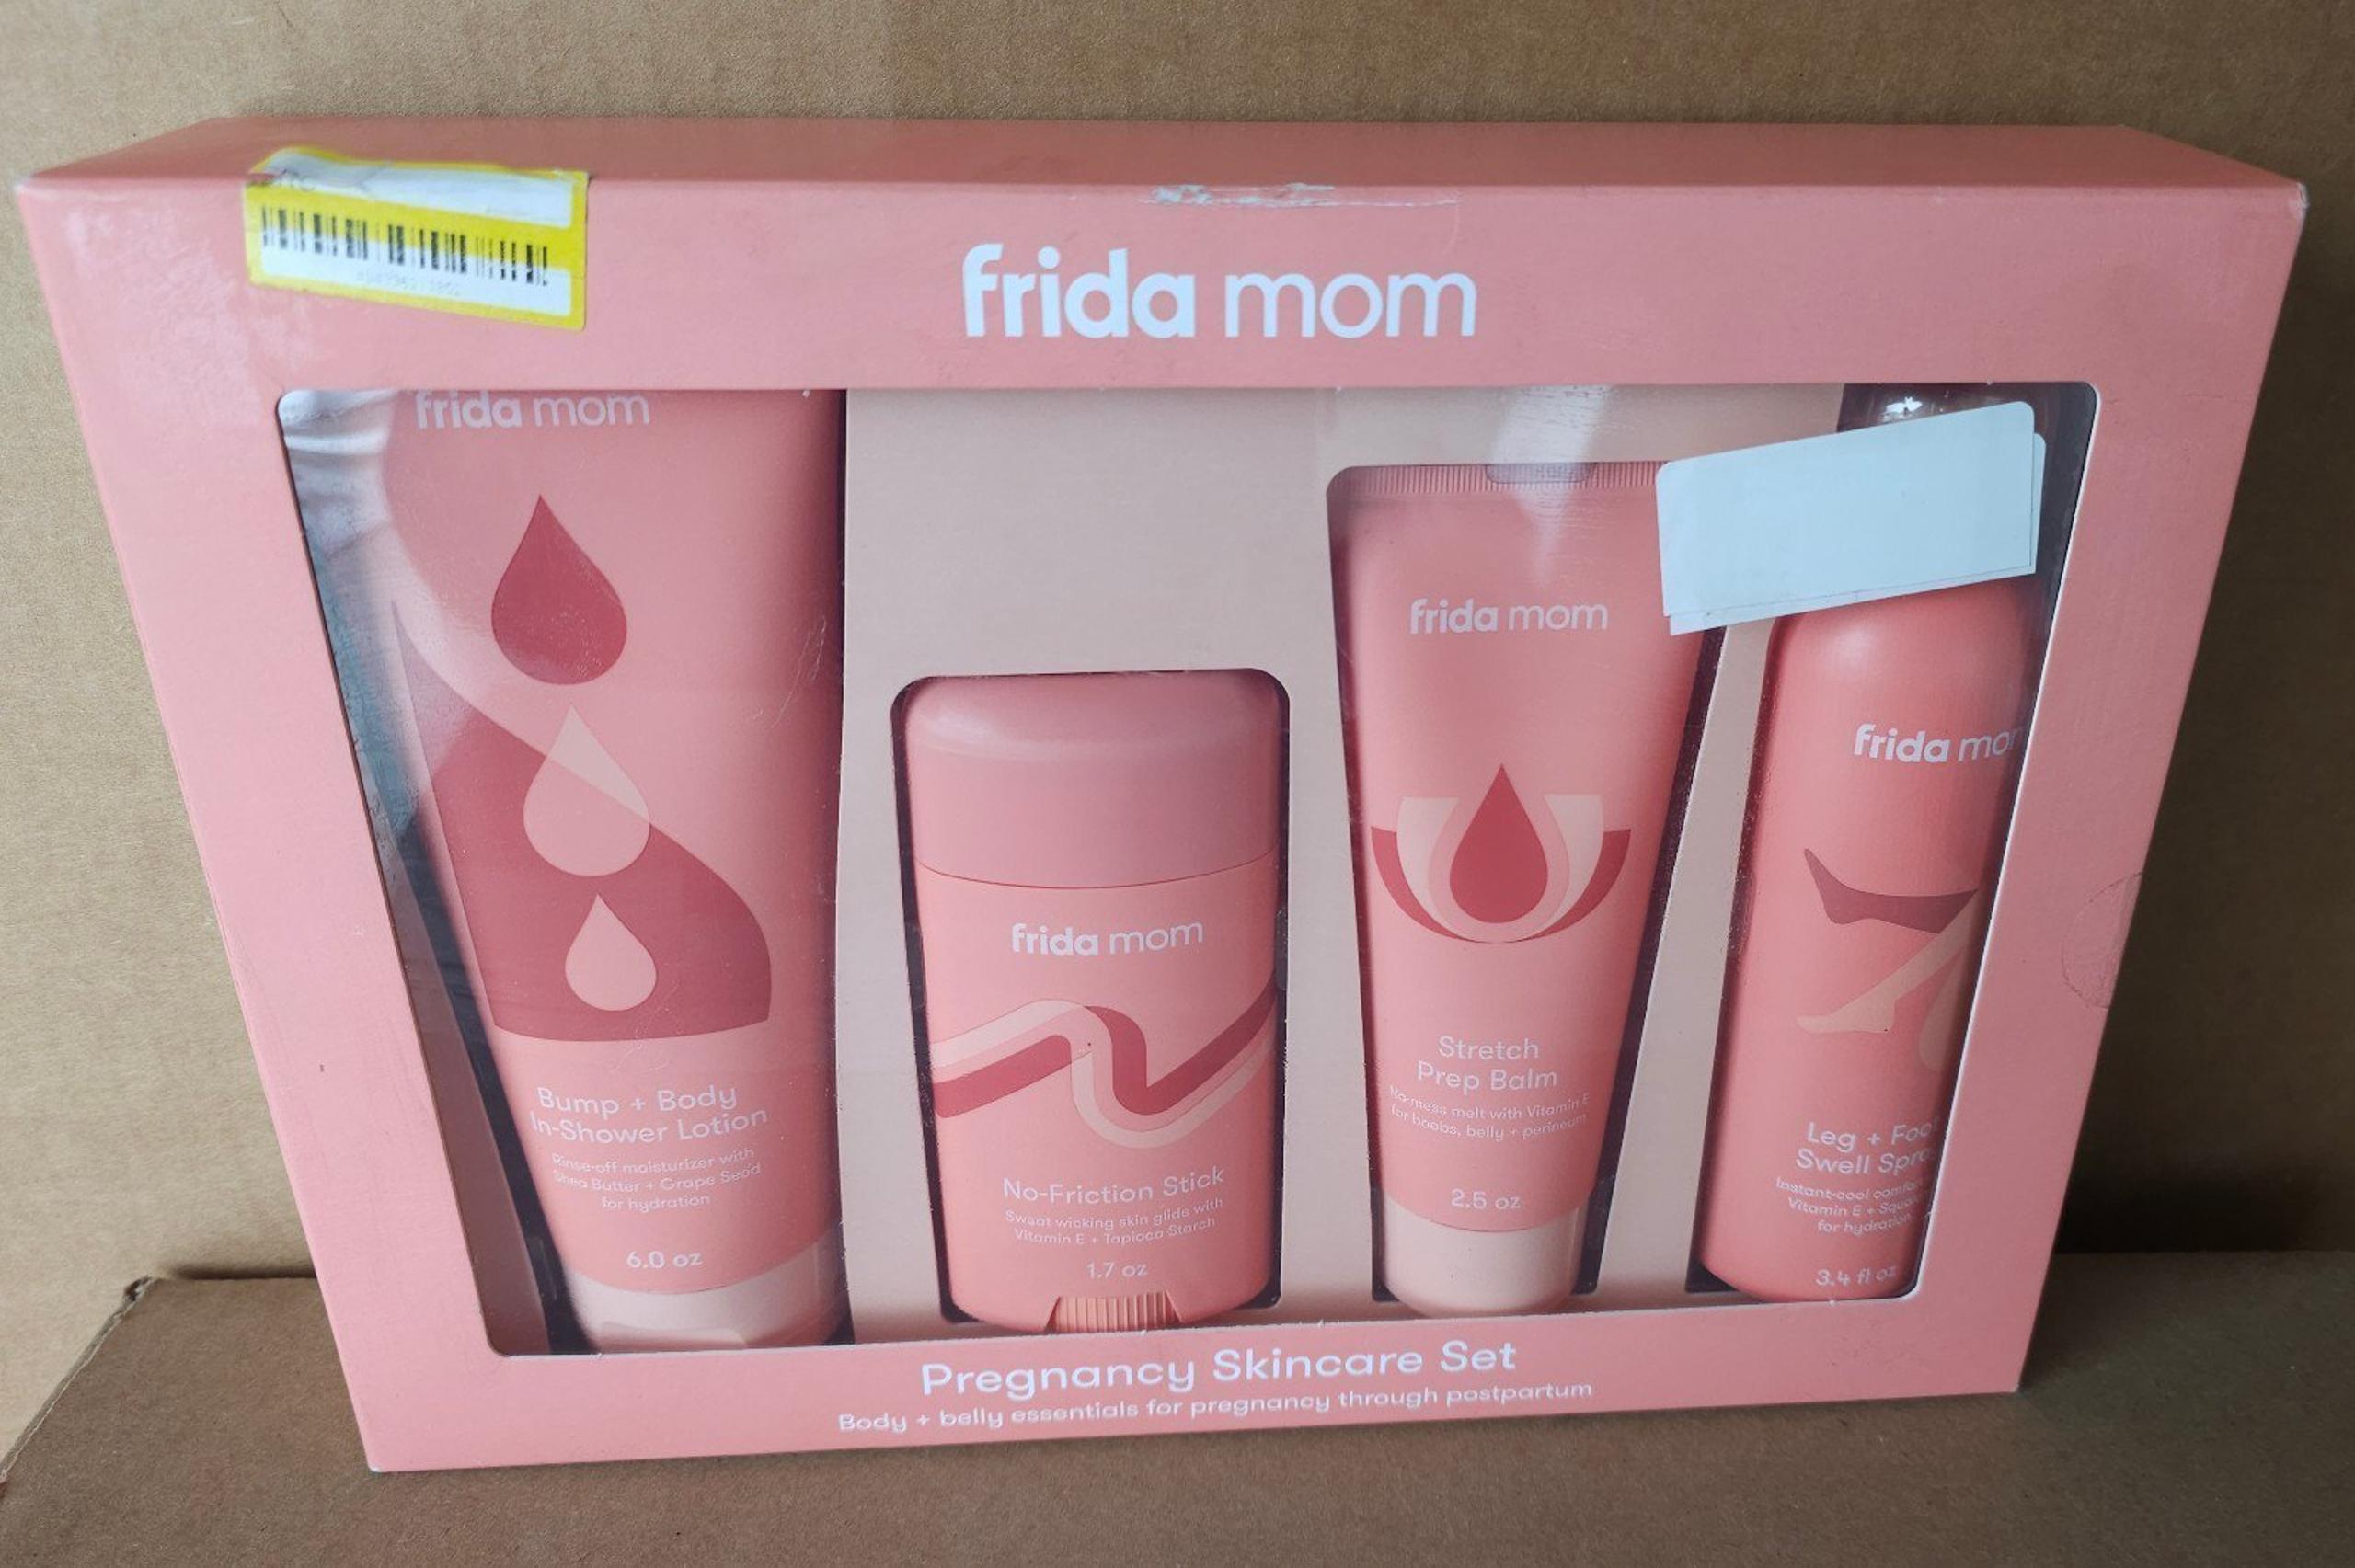 frida mom
frida mom
Bump + Body
In-Shower Lotion
Rinse-off moisturizer with
Shea Butter + Grape Seed
for hydration
6.0 oz
frida mom
No-Friction Stick
Sweat wicking skin glide with
Vitamin E + Tapioca Starch
1.7 oz
frida mom
Stretch
Prep Balm
No-mess melt with Vitamin E
for boobs, belly + perineum
2.5 oz
frida mo
Leg + Foot
Swell Spra
Instant-cool
Vitamin E +
for hydration
3.4 fl oz
Pregnancy Skincare Set
Body + belly essentials for pregnancy through postpartum